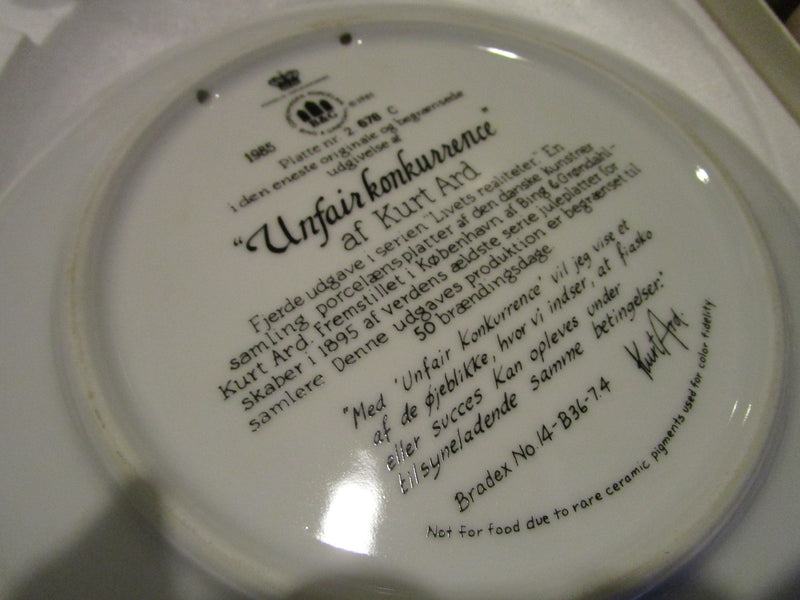 B&G
1985
Platte nr. 2 678 C
i den eneste originale og begrænsede
udgivelse af
"Unfair konkurrence"
af Kurt Ard
Fjerde udgave i serien "Livets realiteter." En
samling porcelænsplatter af den danske kunstner
Kurt Ard. Fremstillet i København af Bing & Grøndahl-
skaber i 1895 af verdens ældste serie juleplatter for
samlere. Denne udgaves produktion er begrænset til
50 brændingsdage.
"Med 'Unfair Konkurrence' vil jeg vise et
af de øjeblikke, hvor vi indser, at fiasko
eller succes kan opleves under
tilsyneladende samme betingelser."
Kurt Ard.
Bradex No. 14-B36-7.4
Not for food due to rare ceramic pigments used for color fidelity